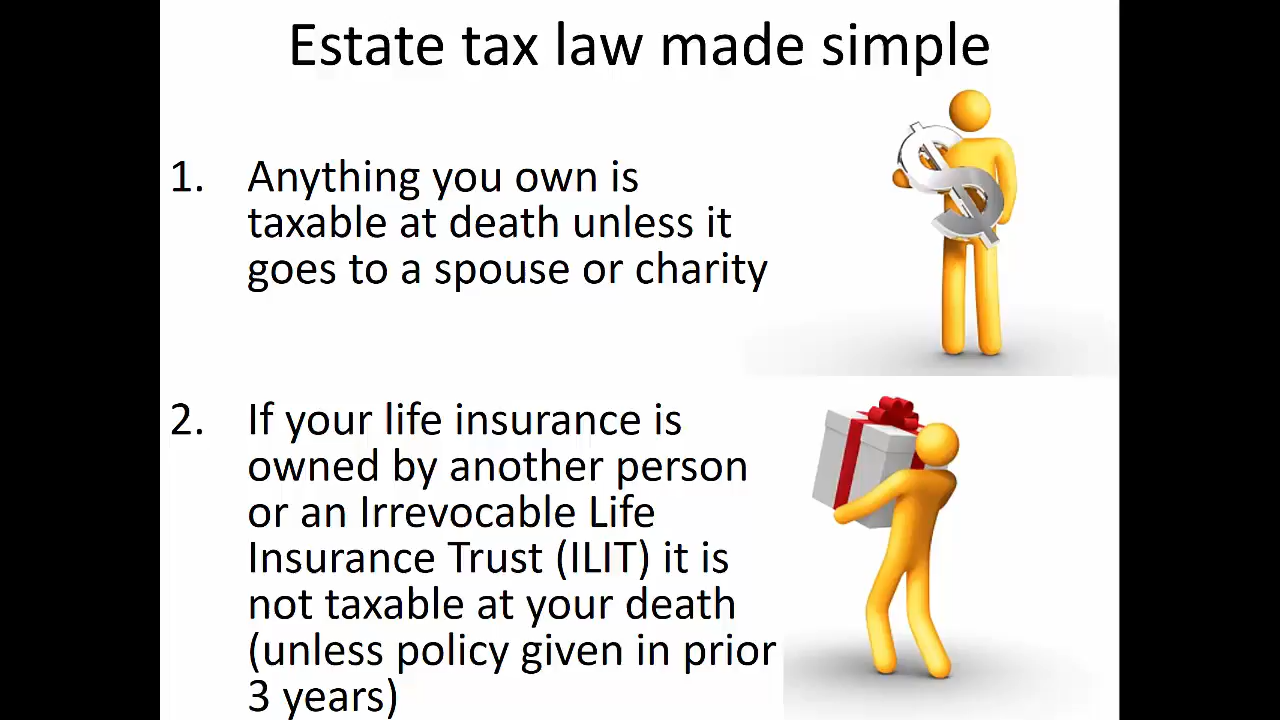 Estate tax law made simple
1. Anything you own is
taxable at death unless it
goes to a spouse or charity
2. If your life insurance is
owned by another person
or an Irrevocable Life
Insurance Trust (ILIT) it is
not taxable at your death
(unless policy given in prior
3 years)